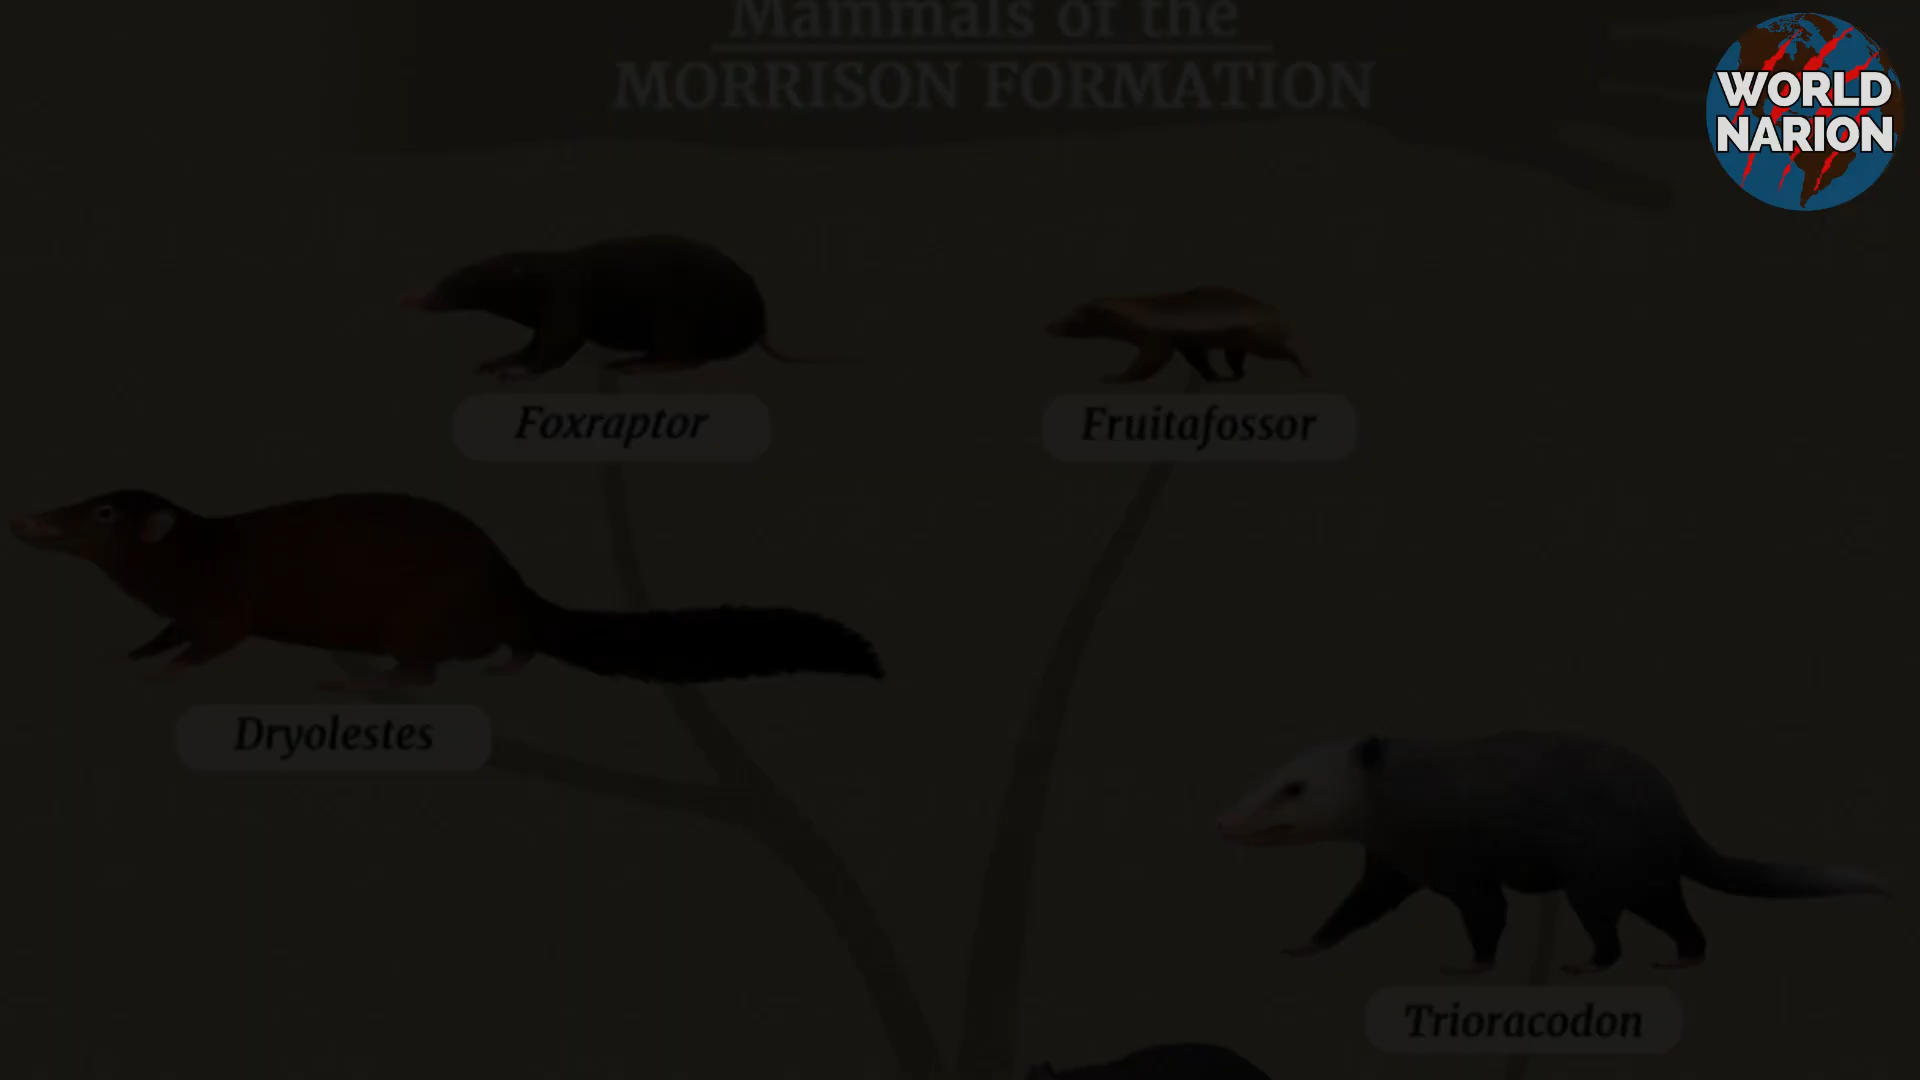 Mammals of the
MORRISON FORMATION
WORLD
NARION
Foxraptor
Fruitafossor
Dryolestes
Trioracodon